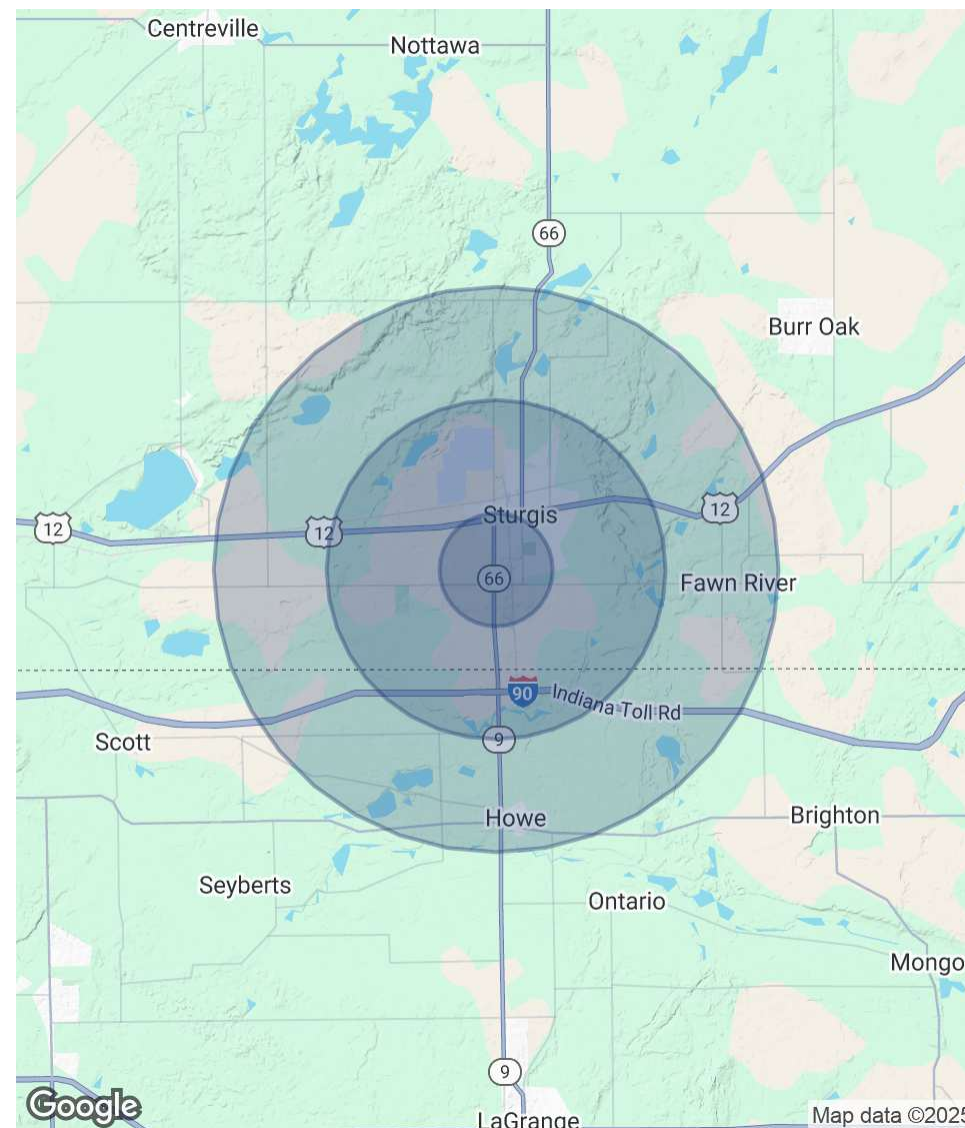 Centreville
Nottawa
66
Burr Oak
Sturgis
12
12
12
66
Fawn River
90
Indiana Toll Rd
9
Scott
Howe
Brighton
Seyberts
Ontario
Mongo
9
LaGrange
Google
Map data ©2025